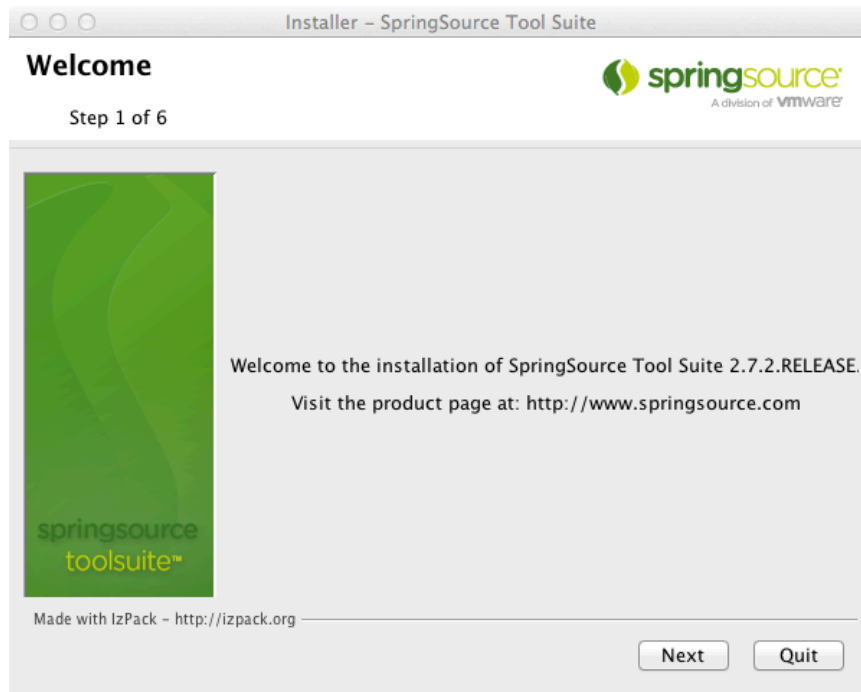 Installer – SpringSource Tool Suite
Welcome
springsource
A division of vmware
Step 1 of 6
Welcome to the installation of SpringSource Tool Suite 2.7.2.RELEASE.
Visit the product page at: http://www.springsource.com
springsource
toolsuite™
Made with IzPack – http://izpack.org
Next
Quit